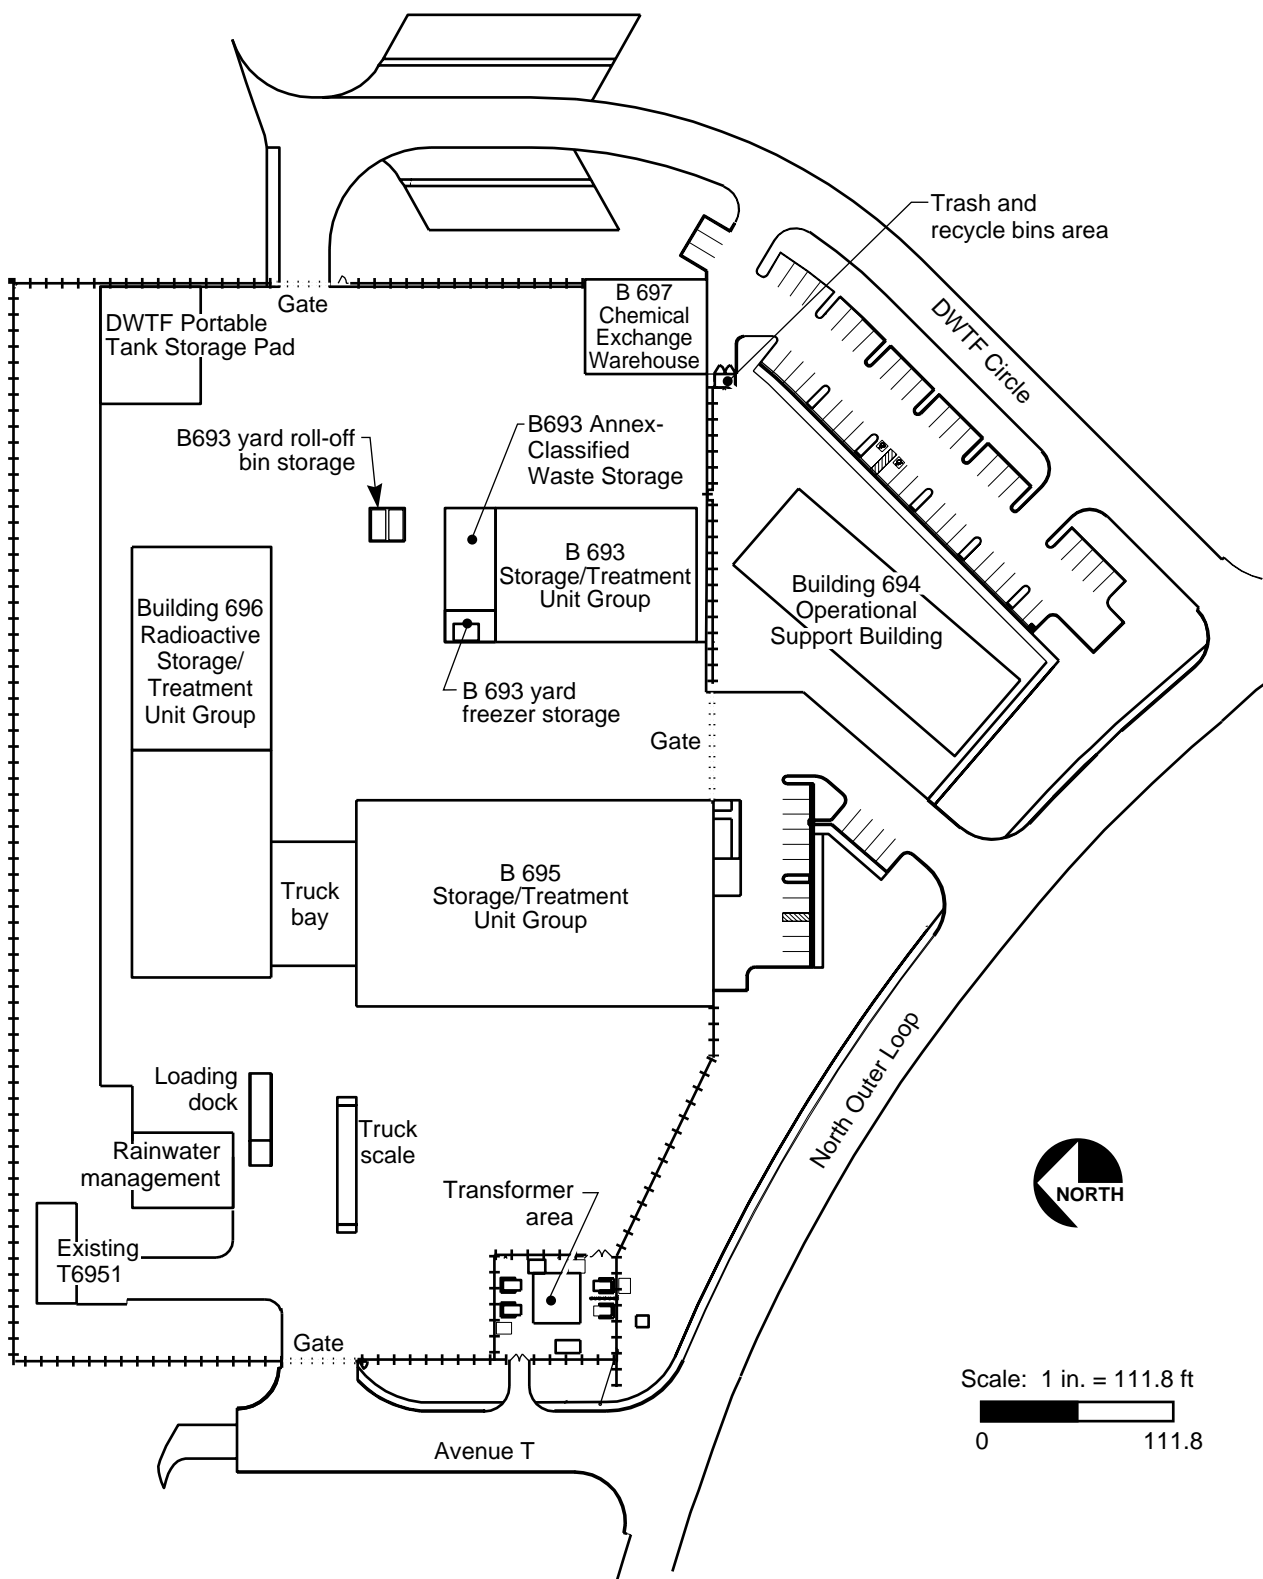 Trash and
recycle bins area
DWTF Circle
Gate
B 697
Chemical
Exchange
Warehouse
DWTF Portable
Tank Storage Pad
B693 yard roll-off
bin storage
B693 Annex-
Classified
Waste Storage
B 693
Storage/Treatment
Unit Group
Building 694
Operational
Support Building
Building 696
Radioactive
Storage/
Treatment
Unit Group
B 693 yard
freezer storage
Gate
B 695
Storage/Treatment
Unit Group
Truck
bay
North Outer Loop
Loading
dock
Truck
scale
Rainwater
management
Transformer
area
NORTH
Existing
T6951
Gate
Scale: 1 in. = 111.8 ft
0 111.8
Avenue T